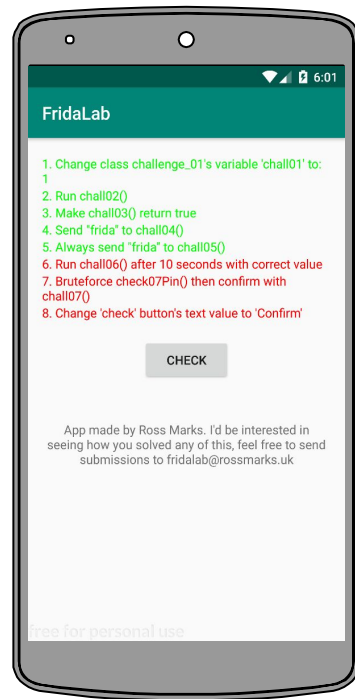 6:01
FridaLab
1. Change class challenge_01's variable 'chall01' to:
1
2. Run chall02()
3. Make chall03() return true
4. Send "frida" to chall04()
5. Always send "frida" to chall05()
6. Run chall06() after 10 seconds with correct value
7. Bruteforce check07Pin() then confirm with
chall07()
8. Change 'check' button's text value to 'Confirm'
CHECK
App made by Ross Marks. I'd be interested in
seeing how you solved any of this, feel free to send
submissions to fridalab@rossmarks.uk
free for personal use